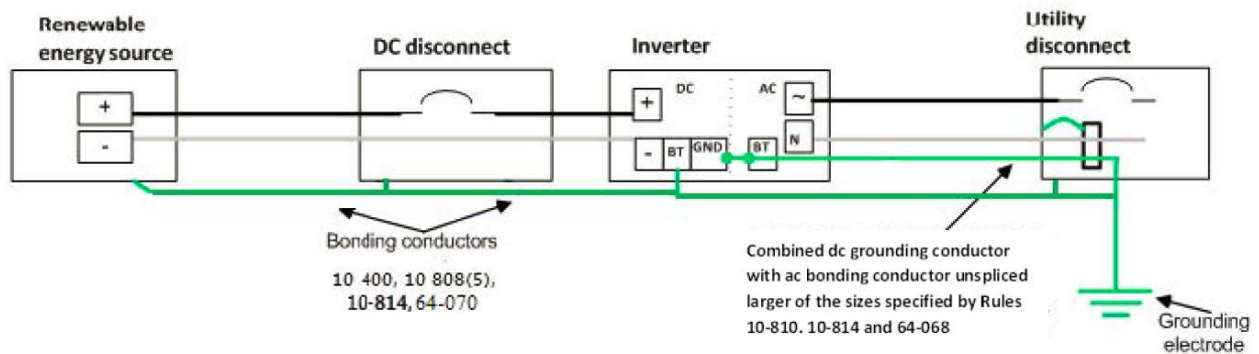 Renewable
energy source
DC disconnect
Inverter
Utility
disconnect
+
-
+
DC
AC
~
-
BT
GND
BT
N
Bonding conductors
10 400, 10 808(5),
10-814, 64-070
Combined dc grounding conductor
with ac bonding conductor unspliced
larger of the sizes specified by Rules
10-810. 10-814 and 64-068
Grounding
electrode